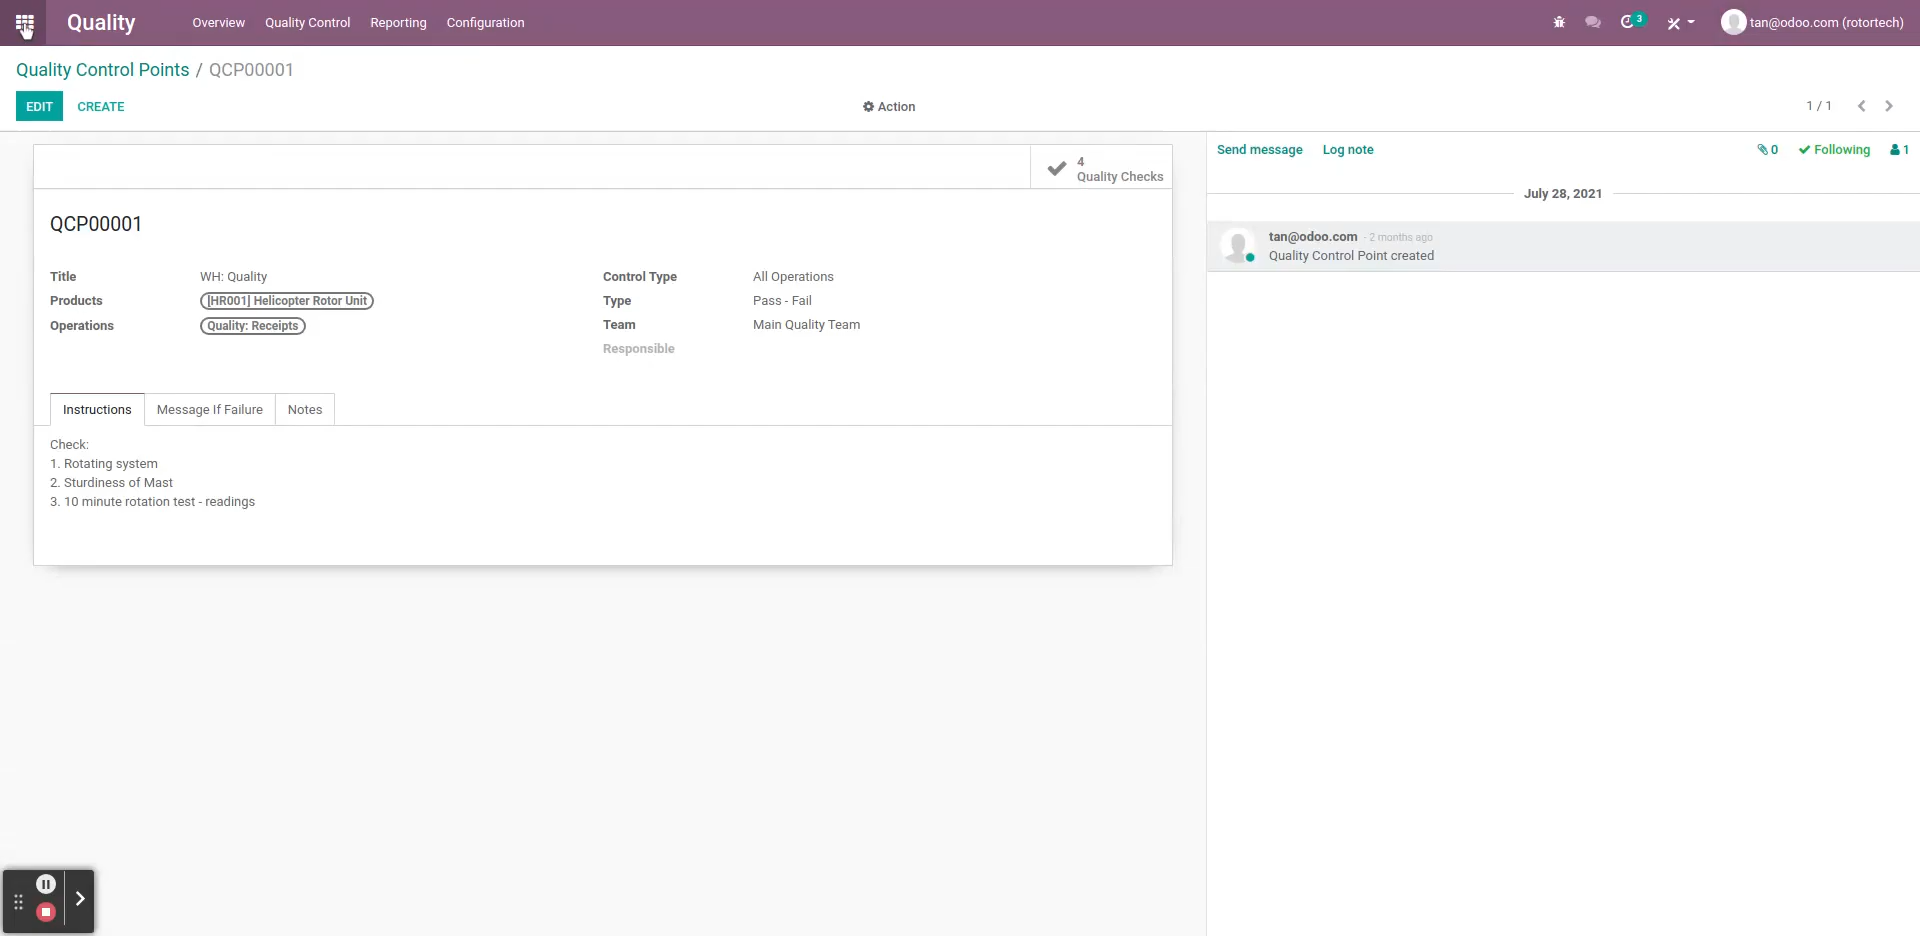 Quality Overview Quality Control Reporting Configuration 3 tan@odoo.com (rotortech)
Quality Control Points / QCP00001
EDIT CREATE Action 1 / 1
4
Quality Checks
QCP00001
Title WH: Quality Control Type All Operations
Products [HR001] Helicopter Rotor Unit Type Pass - Fail
Operations Quality: Receipts Team Main Quality Team
Responsible
Instructions Message If Failure Notes
Check:
1. Rotating system
2. Sturdiness of Mast
3. 10 minute rotation test - readings
Send message Log note 0 Following 1
July 28, 2021
tan@odoo.com - 2 months ago
Quality Control Point created